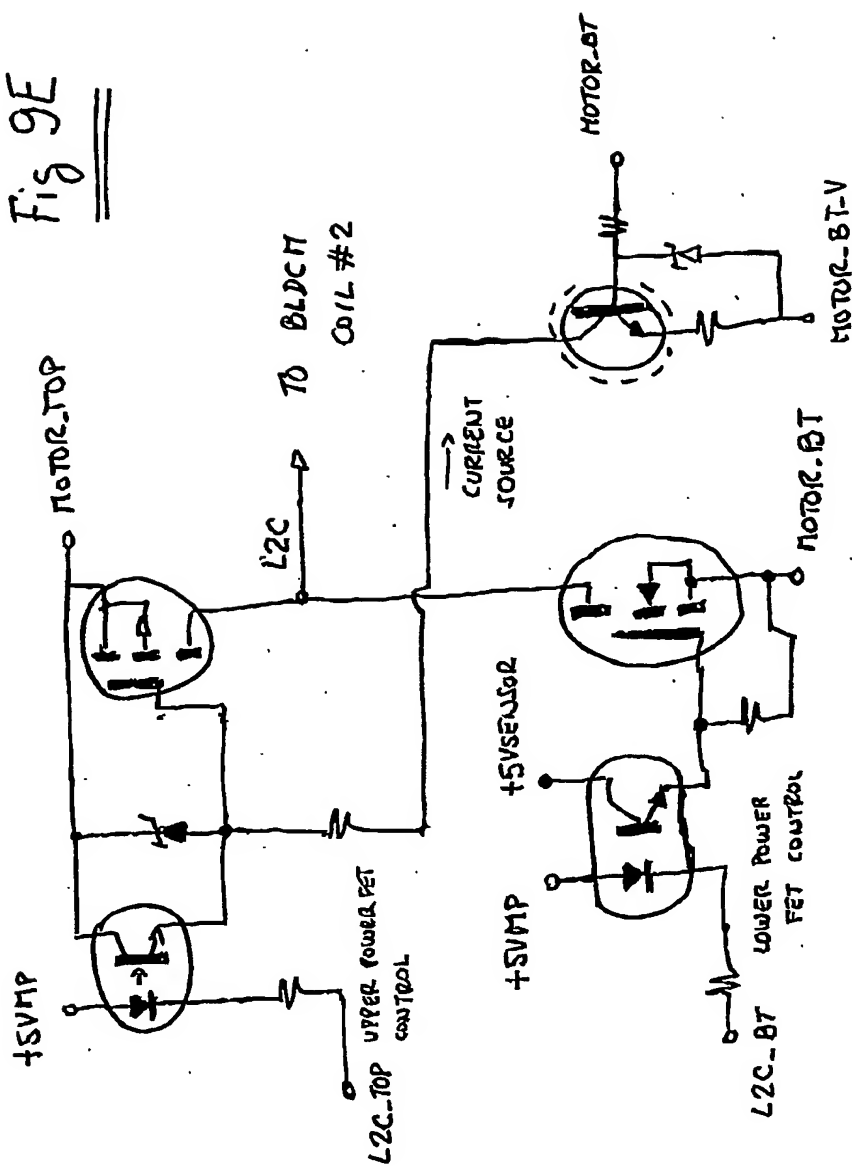 Fig 9E
MOTOR_TOP
+5VMP
L2C_TOP
UPPER POWER FET
CONTROL
L2C
TO BLDCM
COIL #2
→
CURRENT
SOURCE
MOTOR_BT
MOTOR_BT-V
+5VSENSOR
+5VMP
L2C_BT
LOWER POWER
FET CONTROL
MOTOR_BT